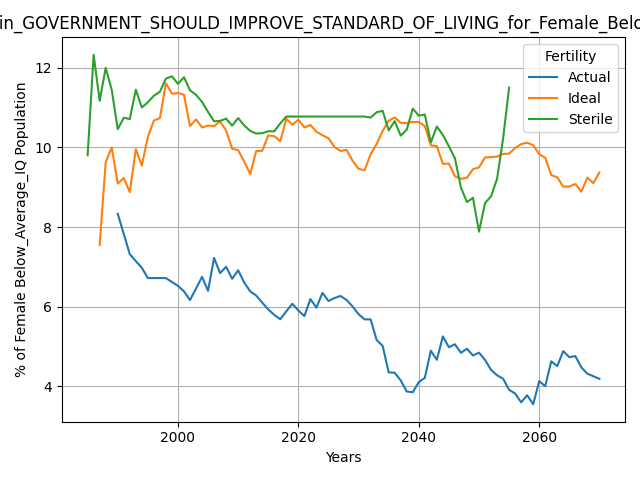 in_GOVERNMENT_SHOULD_IMPROVE_STANDARD_OF_LIVING_for_Female_Belo
Fertility
Actual
Ideal
Sterile
% of Female Below_Average_IQ Population
12
10
8
6
4
2000
2020
2040
2060
Years